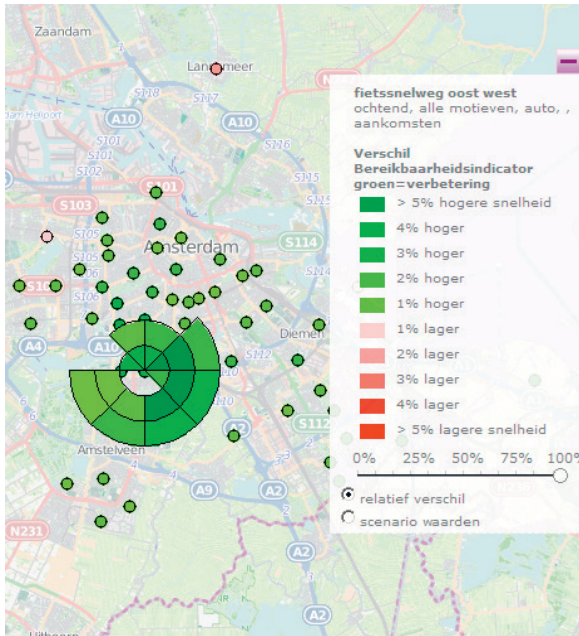 Zaandam
Landsmeer
S118
S117
A10
A10
S116
S101
S101
S103
S105
S114
Amsterdam
S106
S106
Diemen
A4
A10
S112
fietssnelweg oost west
ochtend, alle motieven, auto, ,
aankomsten
Verschil
Bereikbaarheidsindicator
groen=verbetering
> 5% hogere snelheid
4% hoger
3% hoger
2% hoger
1% hoger
1% lager
2% lager
3% lager
4% lager
> 5% lagere snelheid
0% 25% 50% 75% 100%
relatief verschil
scenario waarden
A2
S112
Amstelveen
A9
A2
N231
A2
A2